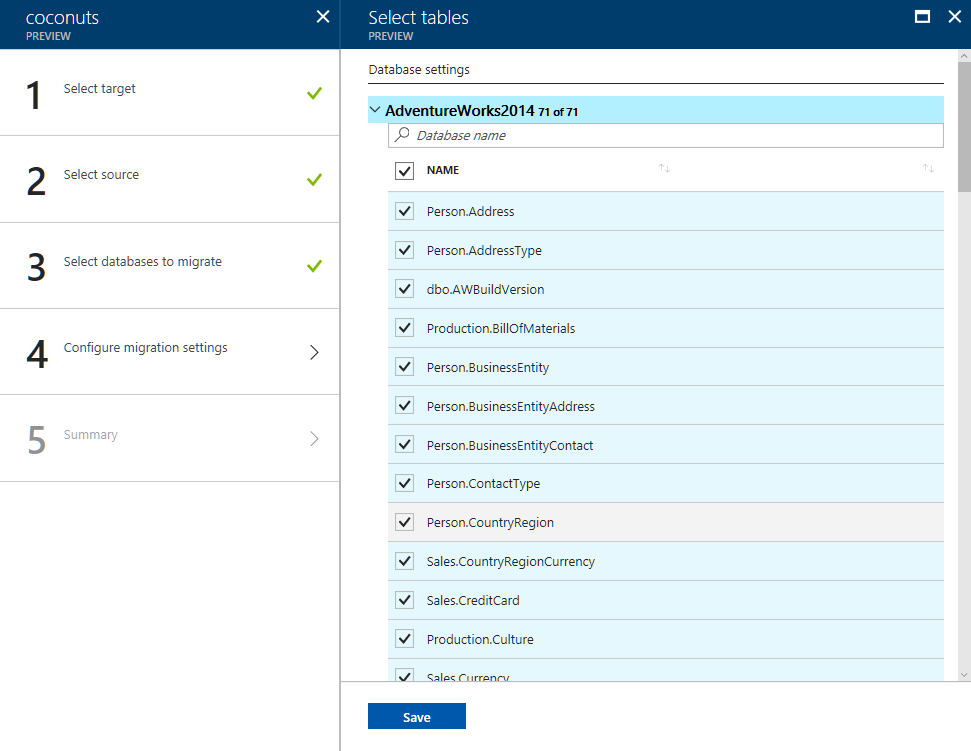 coconuts
PREVIEW
1 Select target
2 Select source
3 Select databases to migrate
4 Configure migration settings
5 Summary
Select tables
PREVIEW
Database settings
AdventureWorks2014 71 of 71
Database name
NAME
Person.Address
Person.AddressType
dbo.AWBuildVersion
Production.BillOfMaterials
Person.BusinessEntity
Person.BusinessEntityAddress
Person.BusinessEntityContact
Person.ContactType
Person.CountryRegion
Sales.CountryRegionCurrency
Sales.CreditCard
Production.Culture
Sales.Currency
Save